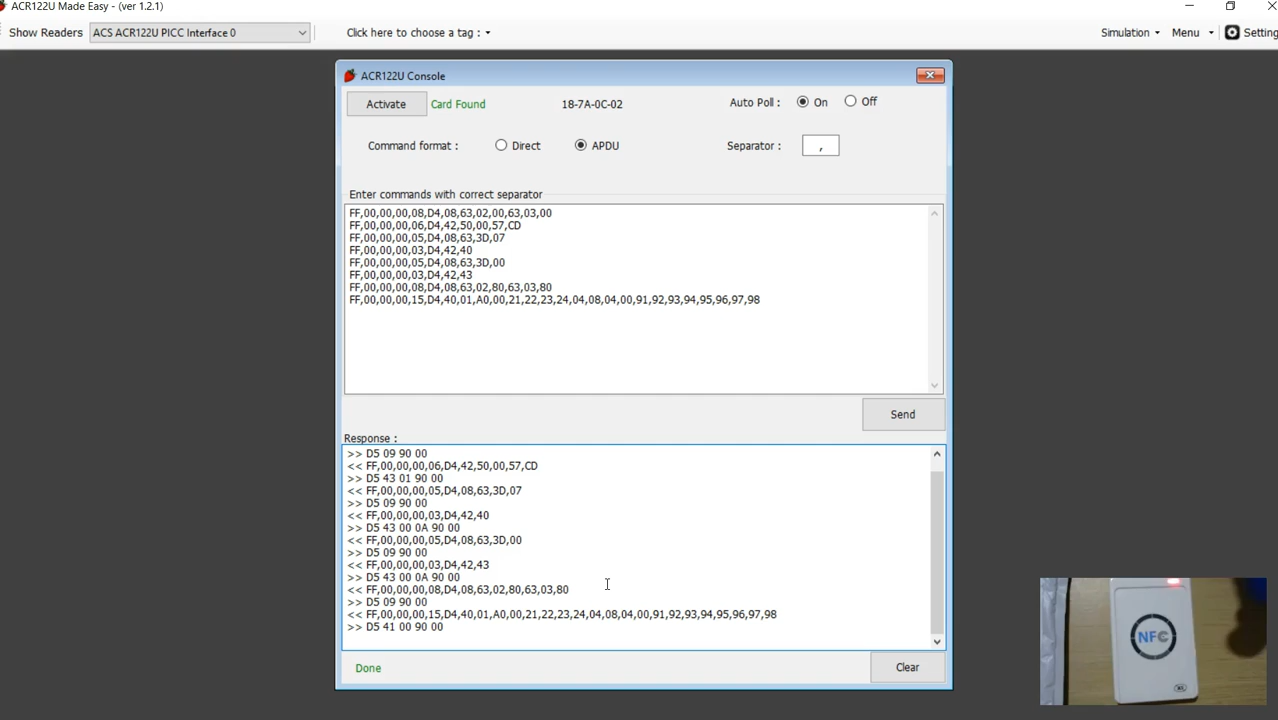 ACR122U Made Easy - (ver 1.2.1)
Show Readers ACS ACR122U PICC Interface 0 Click here to choose a tag : Simulation Menu Setting
ACR122U Console
Activate Card Found 18-7A-0C-02 Auto Poll : On Off
Command format : Direct APDU Separator : ,
Enter commands with correct separator
FF,00,00,00,08,D4,08,63,02,00,63,03,00
FF,00,00,00,06,D4,42,50,00,57,CD
FF,00,00,00,05,D4,08,63,3D,07
FF,00,00,00,03,D4,42,40
FF,00,00,00,05,D4,08,63,3D,00
FF,00,00,00,03,D4,42,43
FF,00,00,00,08,D4,08,63,02,80,63,03,80
FF,00,00,00,15,D4,40,01,A0,00,21,22,23,24,04,08,04,00,91,92,93,94,95,96,97,98
Send
Response :
>> D5 09 90 00
<< FF,00,00,00,06,D4,42,50,00,57,CD
>> D5 43 01 90 00
<< FF,00,00,00,05,D4,08,63,3D,07
>> D5 09 90 00
<< FF,00,00,00,03,D4,42,40
>> D5 43 00 0A 90 00
<< FF,00,00,00,05,D4,08,63,3D,00
>> D5 09 90 00
<< FF,00,00,00,03,D4,42,43
>> D5 43 00 0A 90 00
<< FF,00,00,00,08,D4,08,63,02,80,63,03,80
>> D5 09 90 00
<< FF,00,00,00,15,D4,40,01,A0,00,21,22,23,24,04,08,04,00,91,92,93,94,95,96,97,98
>> D5 41 00 90 00
Done Clear
NFC